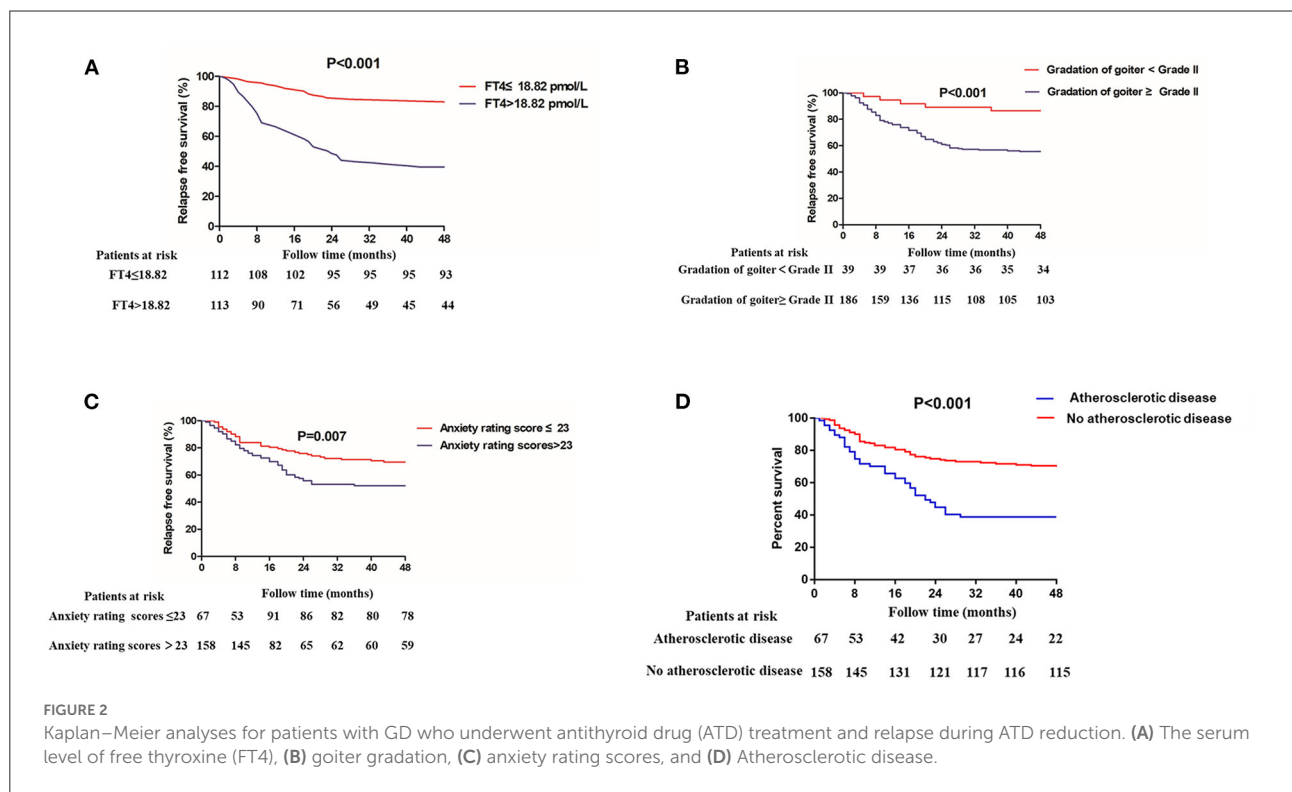 A
P<0.001
FT4≤ 18.82 pmol/L
FT4>18.82 pmol/L
Relapse free survival (%)
100
80
60
40
20
0
0 8 16 24 32 40 48
Patients at risk Follow time (months)
FT4≤18.82 112 108 102 95 95 95 93
FT4>18.82 113 90 71 56 49 45 44
B
Gradation of goiter < Grade II
Gradation of goiter ≥ Grade II
P<0.001
Relapse free survival (%)
100
80
60
40
20
0
0 8 16 24 32 40 48
Patients at risk Follow time (months)
Gradation of goiter < Grade II 39 39 37 36 36 35 34
Gradation of goiter≥ Grade II 186 159 136 115 108 105 103
C
P=0.007
Anxiety rating score ≤ 23
Anxiety rating scores>23
Relapse free survival (%)
100
80
60
40
20
0
0 8 16 24 32 40 48
Follow time (months)
Patients at risk
Anxiety rating scores ≤23 67 53 91 86 82 80 78
Anxiety rating scores > 23 158 145 82 65 62 60 59
D
P<0.001
Atherosclerotic disease
No atherosclerotic disease
Percent survival
100
80
60
40
20
0
0 8 16 24 32 40 48
Follow time (months)
Patients at risk
Atherosclerotic disease 67 53 42 30 27 24 22
No atherosclerotic disease 158 145 131 121 117 116 115
FIGURE 2
Kaplan–Meier analyses for patients with GD who underwent antithyroid drug (ATD) treatment and relapse during ATD reduction. (A) The serum
level of free thyroxine (FT4), (B) goiter gradation, (C) anxiety rating scores, and (D) Atherosclerotic disease.